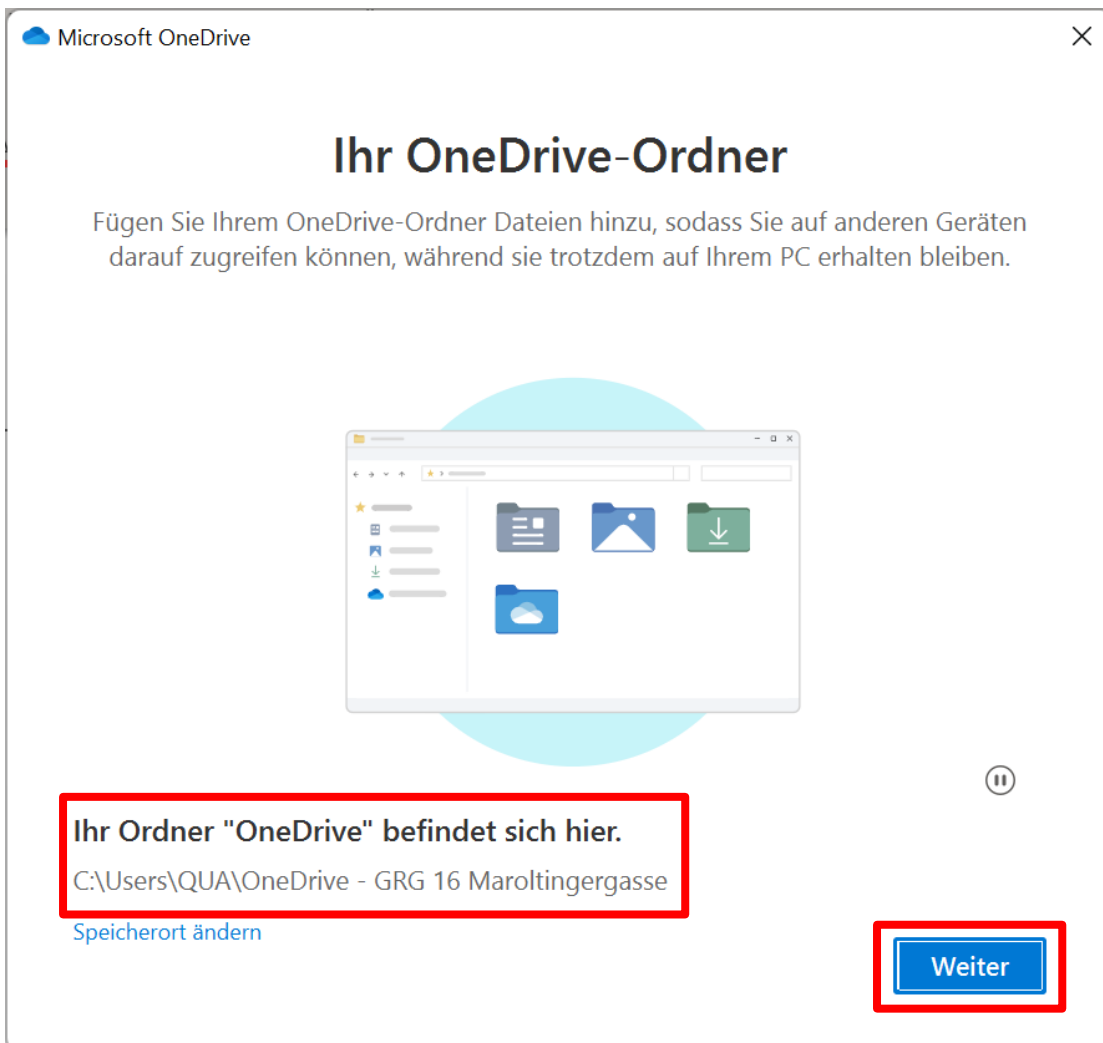 Microsoft OneDrive
Ihr OneDrive-Ordner
Fügen Sie Ihrem OneDrive-Ordner Dateien hinzu, sodass Sie auf anderen Geräten
darauf zugreifen können, während sie trotzdem auf Ihrem PC erhalten bleiben.
Ihr Ordner "OneDrive" befindet sich hier.
C:\Users\QUA\OneDrive - GRG 16 Maroltingergasse
Speicherort ändern
Weiter